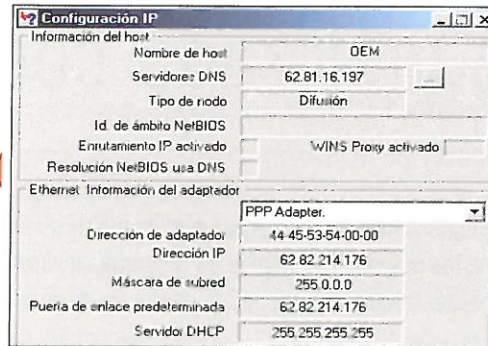 Configuración IP
Información del host
Nombre de host OEM
Servidores DNS 62.81.16.197 ...
Tipo de nodo Difusión
Id. de ámbito NetBIOS
Enrutamiento IP activado WINS Proxy activado
Resolución NetBIOS usa DNS
Ethernet Información del adaptador
PPP Adapter.
Dirección de adaptador 44-45-53-54-00-00
Dirección IP 62.82.214.176
Máscara de subred 255.0.0.0
Puerta de enlace predeterminada 62.82.214.176
Servidor DHCP 255.255.255.255